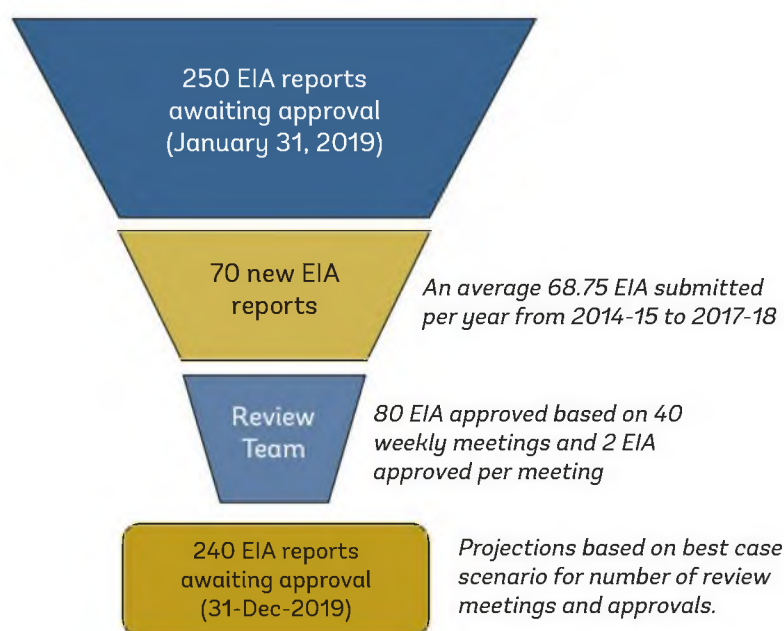 250 EIA reports
awaiting approval
(January 31, 2019)
70 new EIA
reports
An average 68.75 EIA submitted
per year from 2014-15 to 2017-18
Review
Team
80 EIA approved based on 40
weekly meetings and 2 EIA
approved per meeting
240 EIA reports
awaiting approval
(31-Dec-2019)
Projections based on best case
scenario for number of review
meetings and approvals.